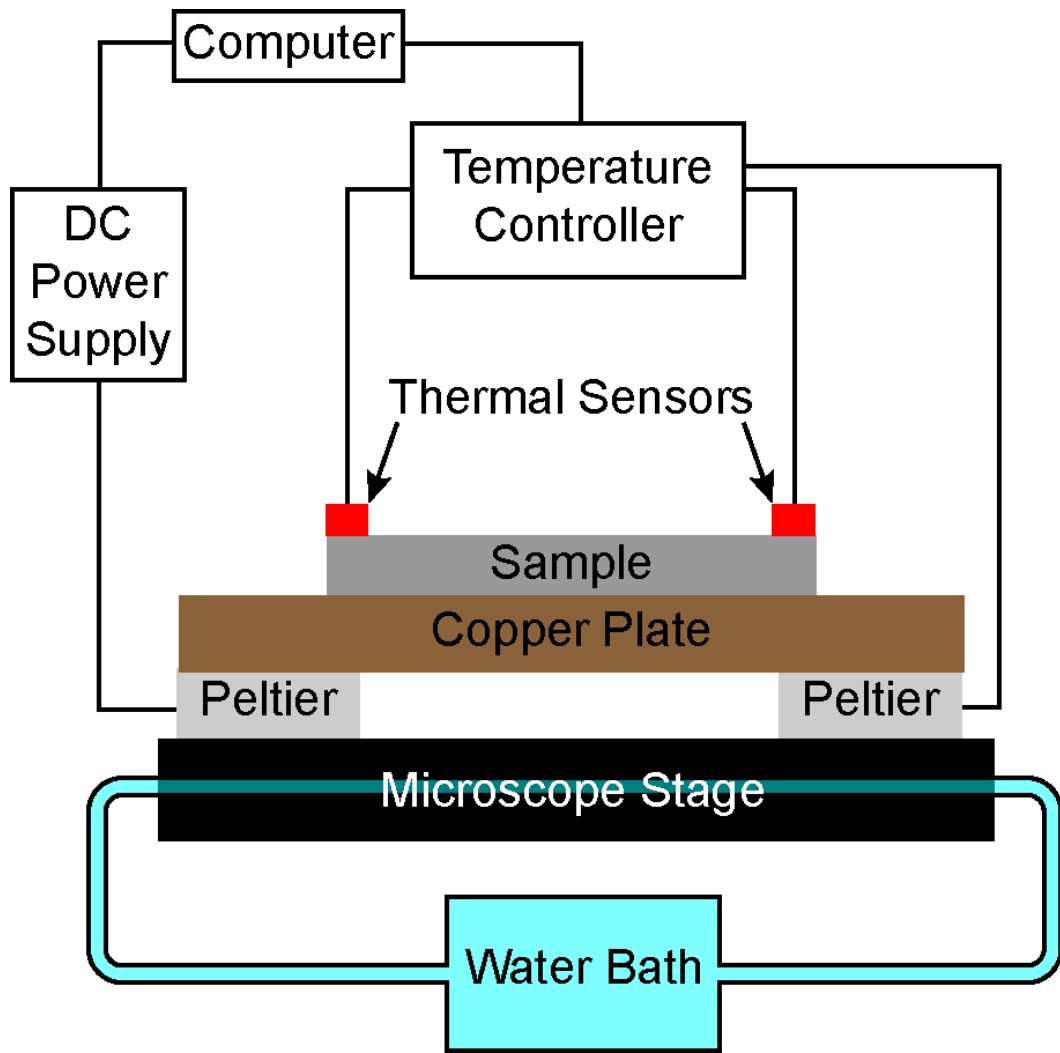 Computer
Temperature
Controller
DC
Power
Supply
Thermal Sensors
Sample
Copper Plate
Peltier
Peltier
Microscope Stage
Water Bath